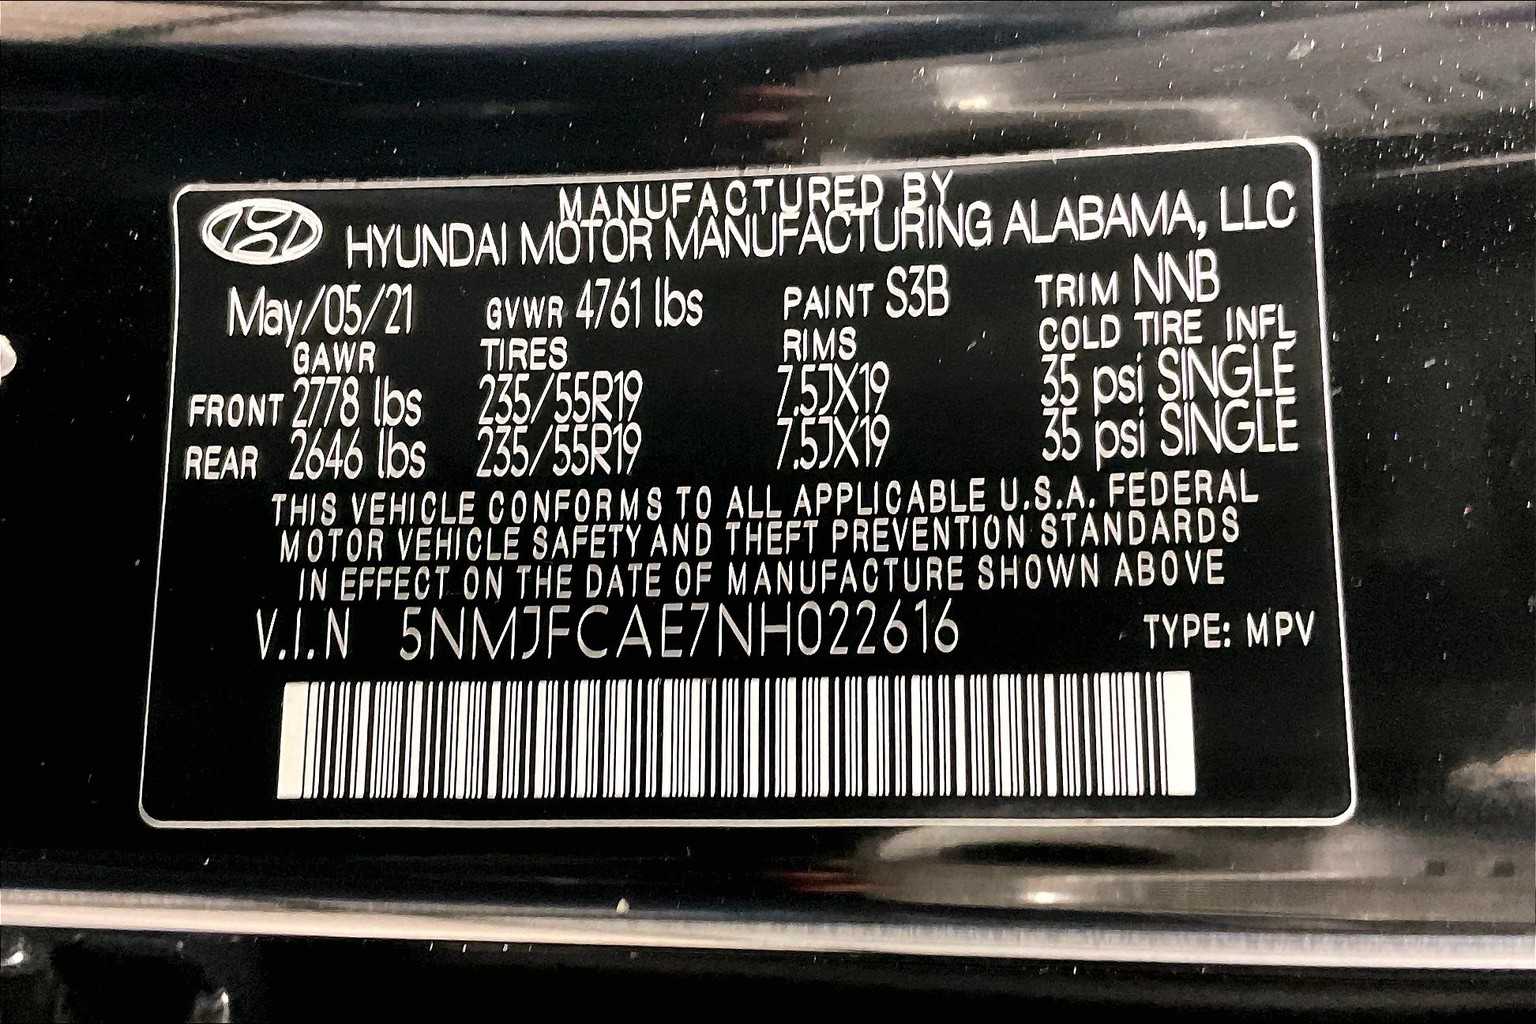 MANUFACTURED BY
HYUNDAI MOTOR MANUFACTURING ALABAMA, LLC
May/05/21 GVWR 4761 lbs PAINT S3B TRIM NNB
GAWR TIRES RIMS COLD TIRE INFL
FRONT 2778 lbs 235/55R19 7.5JX19 35 psi SINGLE
REAR 2646 lbs 235/55R19 7.5JX19 35 psi SINGLE
THIS VEHICLE CONFORMS TO ALL APPLICABLE U.S.A. FEDERAL
MOTOR VEHICLE SAFETY AND THEFT PREVENTION STANDARDS
IN EFFECT ON THE DATE OF MANUFACTURE SHOWN ABOVE
V.I.N 5NMJFCAE7NH022616 TYPE: MPV